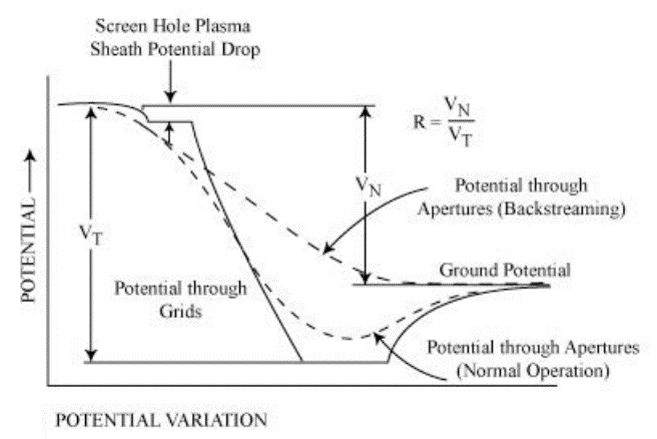 Screen Hole Plasma
Sheath Potential Drop
R = V_N / V_T
V_N
Potential through
Apertures (Backstreaming)
V_T
POTENTIAL
Ground Potential
Potential through
Grids
Potential through Apertures
(Normal Operation)
POTENTIAL VARIATION